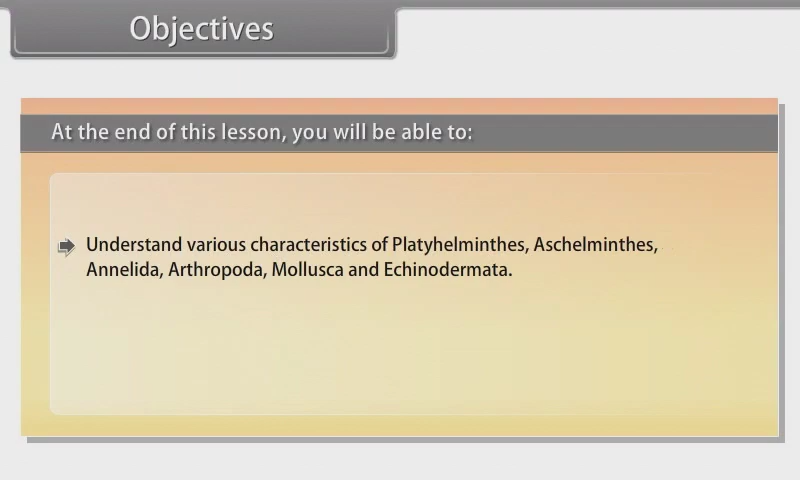 Objectives
At the end of this lesson, you will be able to:
Understand various characteristics of Platyhelminthes, Aschelminthes,
Annelida, Arthropoda, Mollusca and Echinodermata.